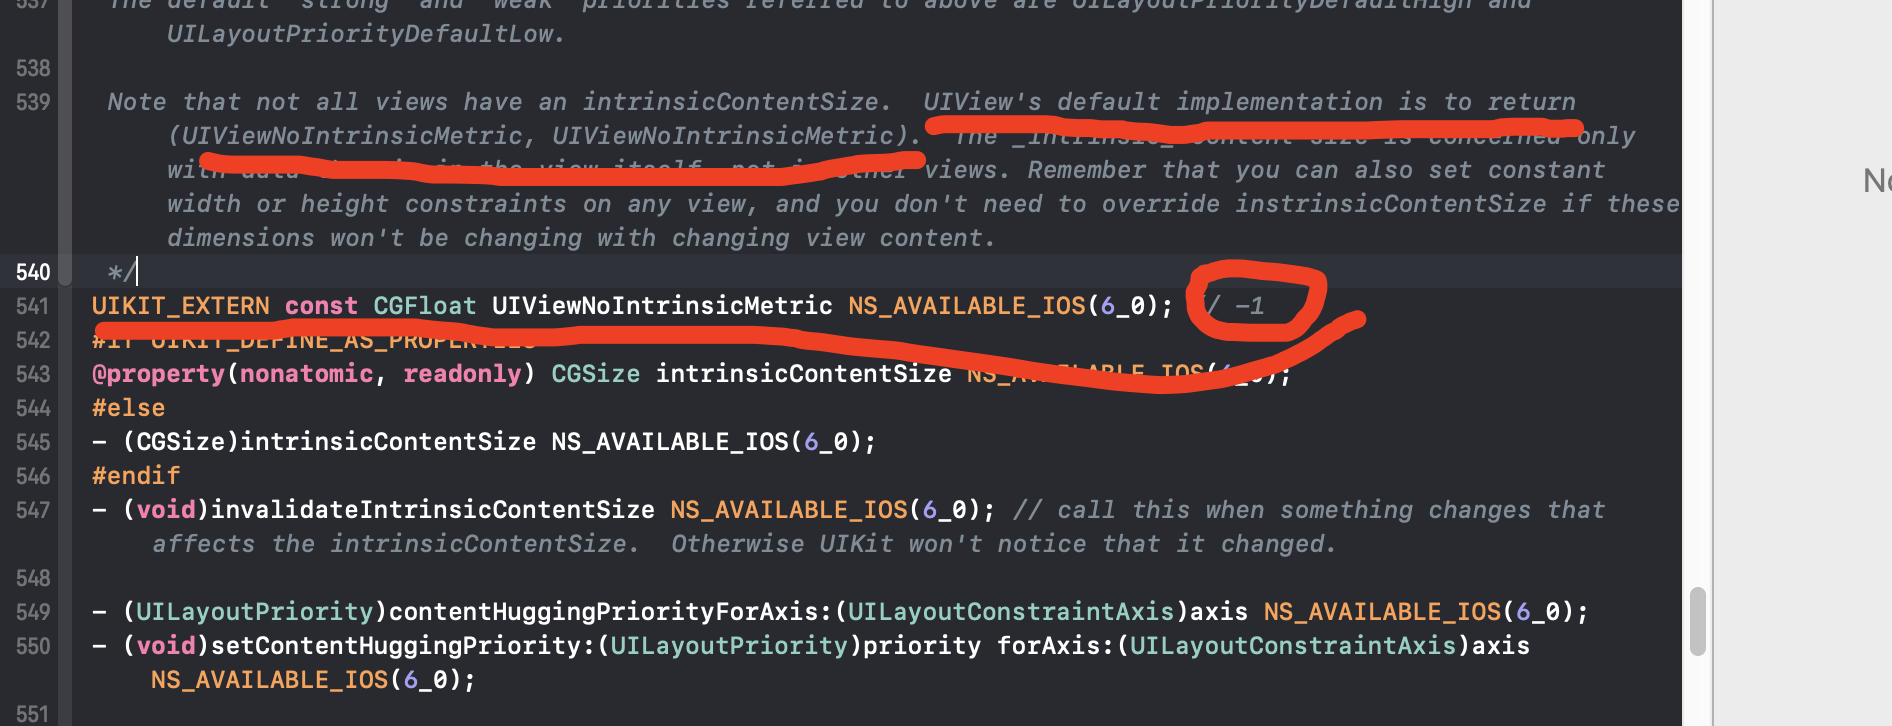 537 The default "strong" and "weak" priorities referred to above are UILayoutPriorityDefaultHigh and
UILayoutPriorityDefaultLow.
538
539 Note that not all views have an intrinsicContentSize.  UIView's default implementation is to return
(UIViewNoIntrinsicMetric, UIViewNoIntrinsicMetric).  The _intrinsic_ content size is concerned only
with data view itself, not other views. Remember that you can also set constant
width or height constraints on any view, and you don't need to override instrinsicContentSize if these
dimensions won't be changing with changing view content.
540 */
541 UIKIT_EXTERN const CGFloat UIViewNoIntrinsicMetric NS_AVAILABLE_IOS(6_0); // -1
542 #if UIKIT_DEFINE_AS_PROPERTIES
543 @property(nonatomic, readonly) CGSize intrinsicContentSize NS_AVAILABLE_IOS(6_0);
544 #else
545 - (CGSize)intrinsicContentSize NS_AVAILABLE_IOS(6_0);
546 #endif
547 - (void)invalidateIntrinsicContentSize NS_AVAILABLE_IOS(6_0); // call this when something changes that
affects the intrinsicContentSize.  Otherwise UIKit won't notice that it changed.
548
549 - (UILayoutPriority)contentHuggingPriorityForAxis:(UILayoutConstraintAxis)axis NS_AVAILABLE_IOS(6_0);
550 - (void)setContentHuggingPriority:(UILayoutPriority)priority forAxis:(UILayoutConstraintAxis)axis
NS_AVAILABLE_IOS(6_0);
551